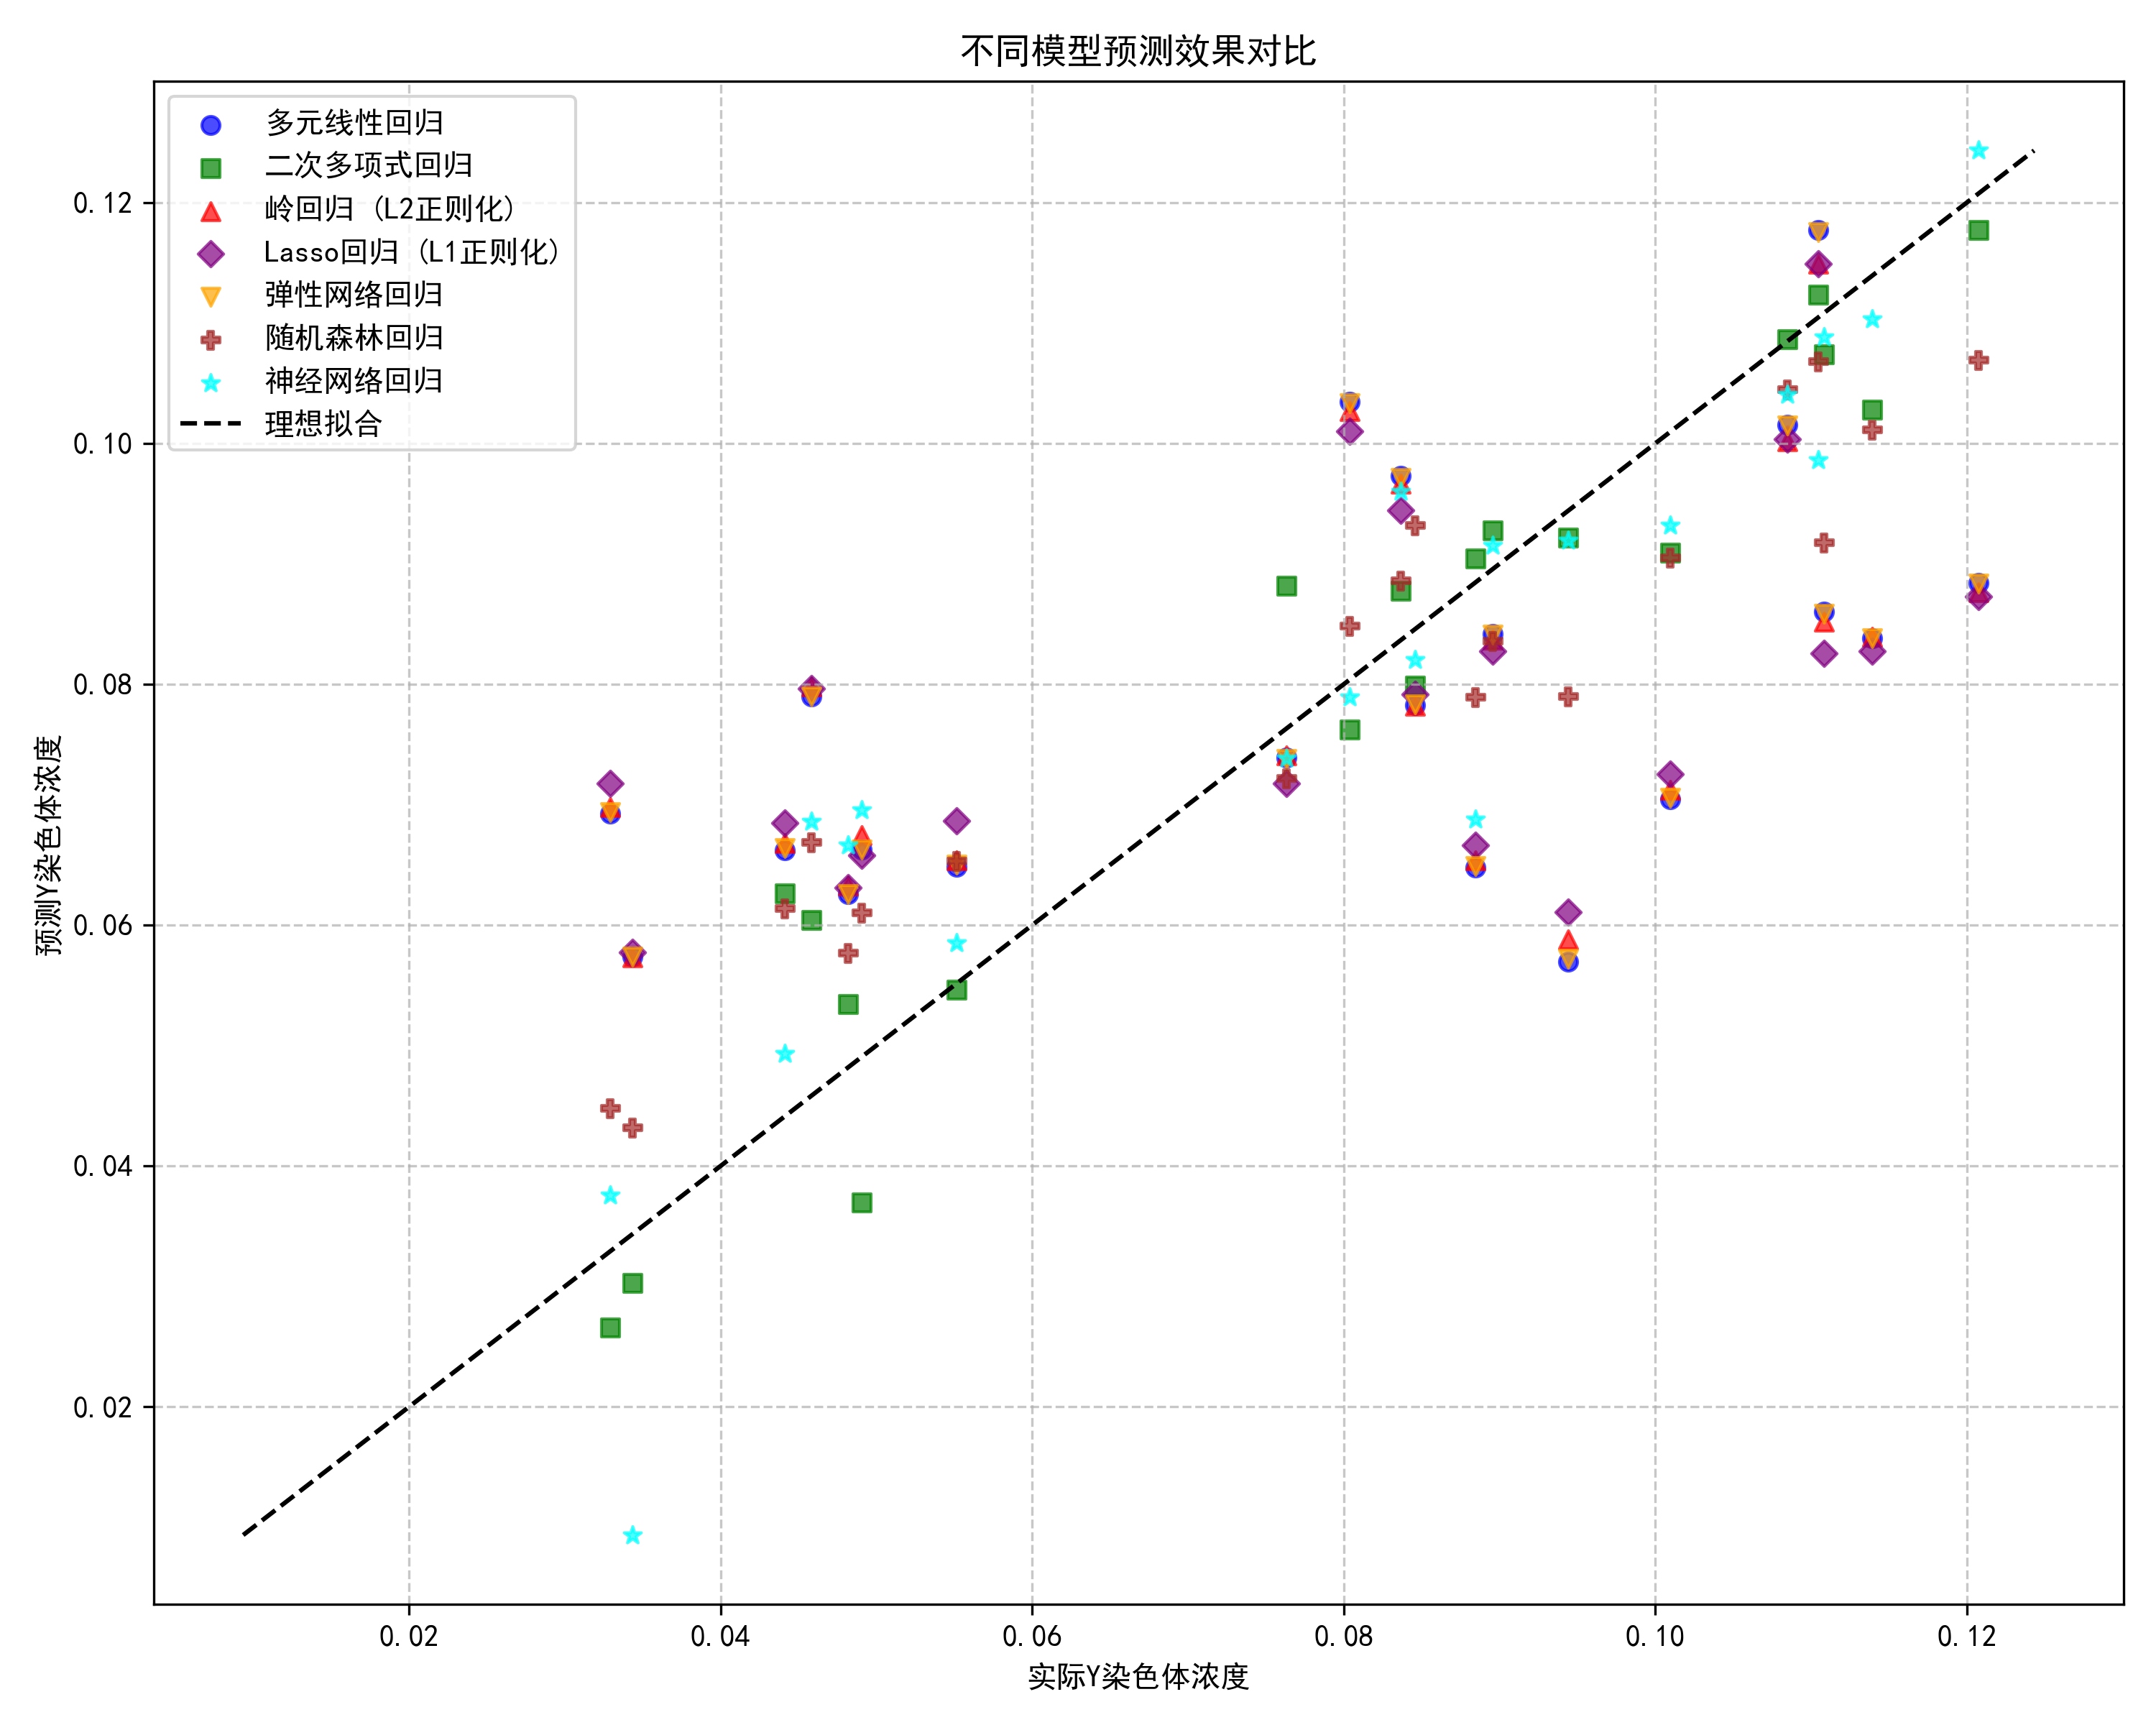 不同模型预测效果对比
多元线性回归
二次多项式回归
岭回归 (L2正则化)
Lasso回归 (L1正则化)
弹性网络回归
随机森林回归
神经网络回归
理想拟合
预测Y染色体浓度
0.12
0.10
0.08
0.06
0.04
0.02
0.02 0.04 0.06 0.08 0.10 0.12
实际Y染色体浓度